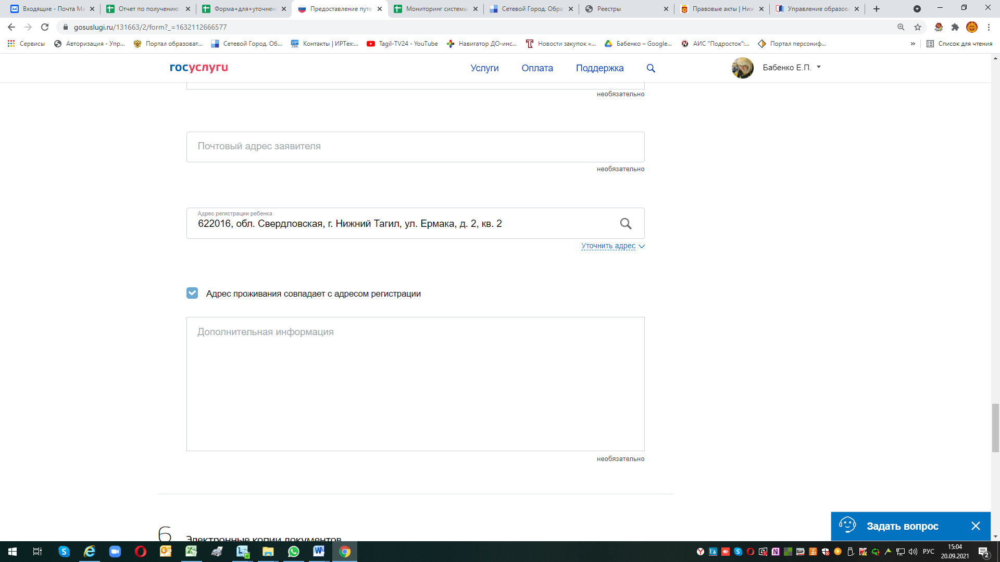 Входящие - Почта Ma
Отчет по получению
Форма+для+уточнен
Предоставление путе
Мониторинг системы
Сетевой Город. Обра
Реестры
Правовые акты | Ниж
Управление образова
gosuslugi.ru/131663/2/form?_=1632112666577
Сервисы
Авторизация - Упр...
Портал образоват...
Сетевой Город. Об...
Контакты | ИРТех:...
Tagil-TV24 - YouTube
Навигатор ДО-инс...
Новости закупок «...
Бабенко – Google...
АИС "Подросток":...
Портал персониф...
»
Список для чтения
госуслуги
Услуги
Оплата
Поддержка
Бабенко Е.П.
необязательно
Почтовый адрес заявителя
необязательно
Адрес регистрации ребенка
622016, обл. Свердловская, г. Нижний Тагил, ул. Ермака, д. 2, кв. 2
Уточнить адрес
Адрес проживания совпадает с адресом регистрации
Дополнительная информация
необязательно
6
Электронные копии документов
Задать вопрос
РУС
15:04
20.09.2021
2